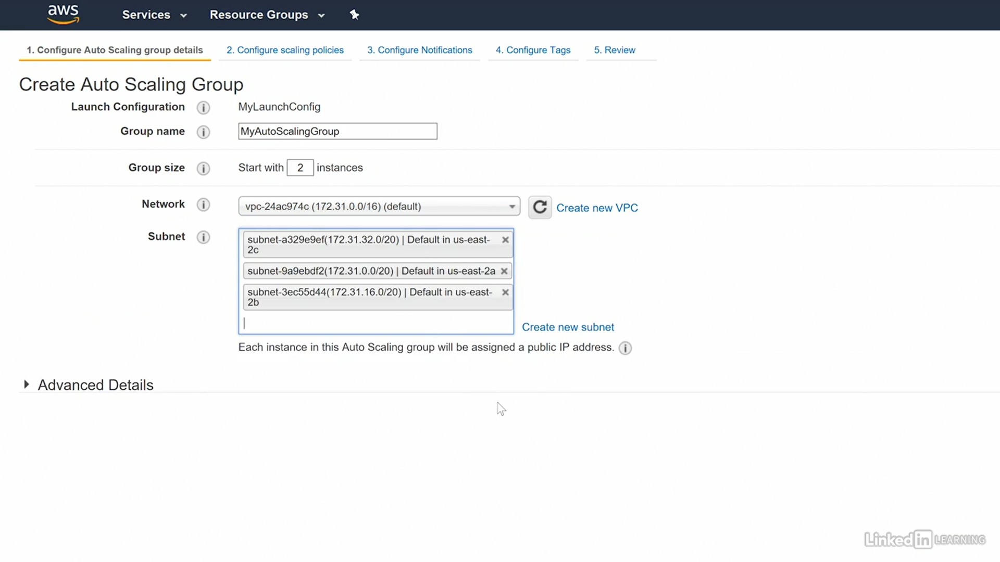 aws Services Resource Groups
1. Configure Auto Scaling group details 2. Configure scaling policies 3. Configure Notifications 4. Configure Tags 5. Review
Create Auto Scaling Group
Launch Configuration i MyLaunchConfig
Group name i MyAutoScalingGroup
Group size i Start with 2 instances
Network i vpc-24ac974c (172.31.0.0/16) (default) Create new VPC
Subnet i subnet-a329e9ef(172.31.32.0/20) | Default in us-east-
2c
subnet-9a9ebdf2(172.31.0.0/20) | Default in us-east-2a
subnet-3ec55d44(172.31.16.0/20) | Default in us-east-
2b
Create new subnet
Each instance in this Auto Scaling group will be assigned a public IP address. i
Advanced Details
Linked in LEARNING